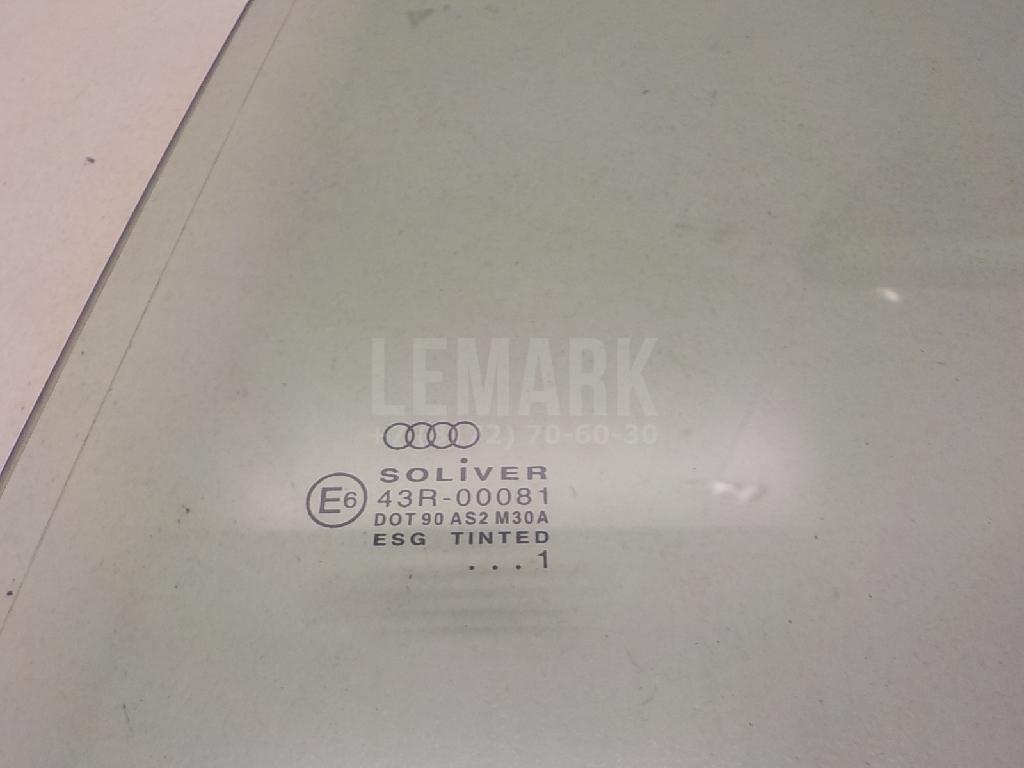 LEMARK
70-60-30
SOLiVER
E6 43R-00081
DOT 90 AS2 M30A
ESG TINTED
...1